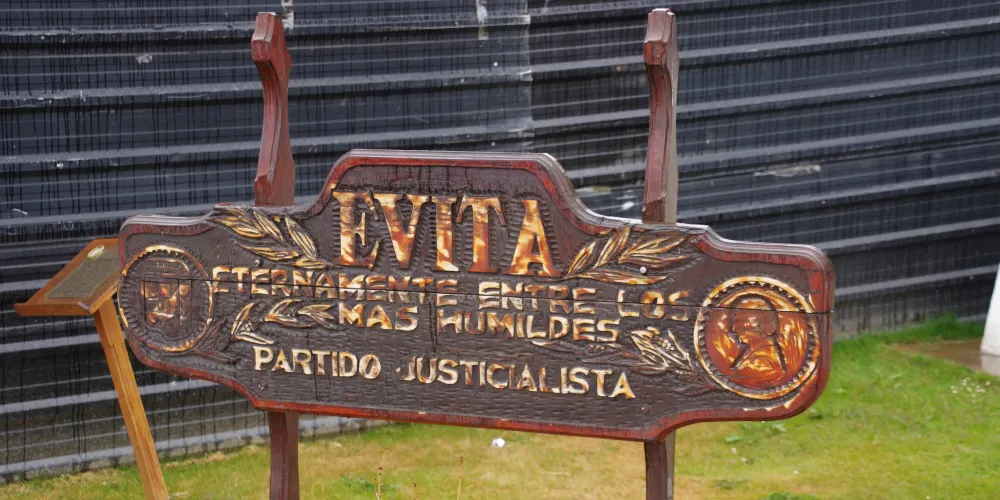 EVITA
ETERNAMENTE ENTRE LOS
MAS HUMILDES
PARTIDO JUSTICIALISTA